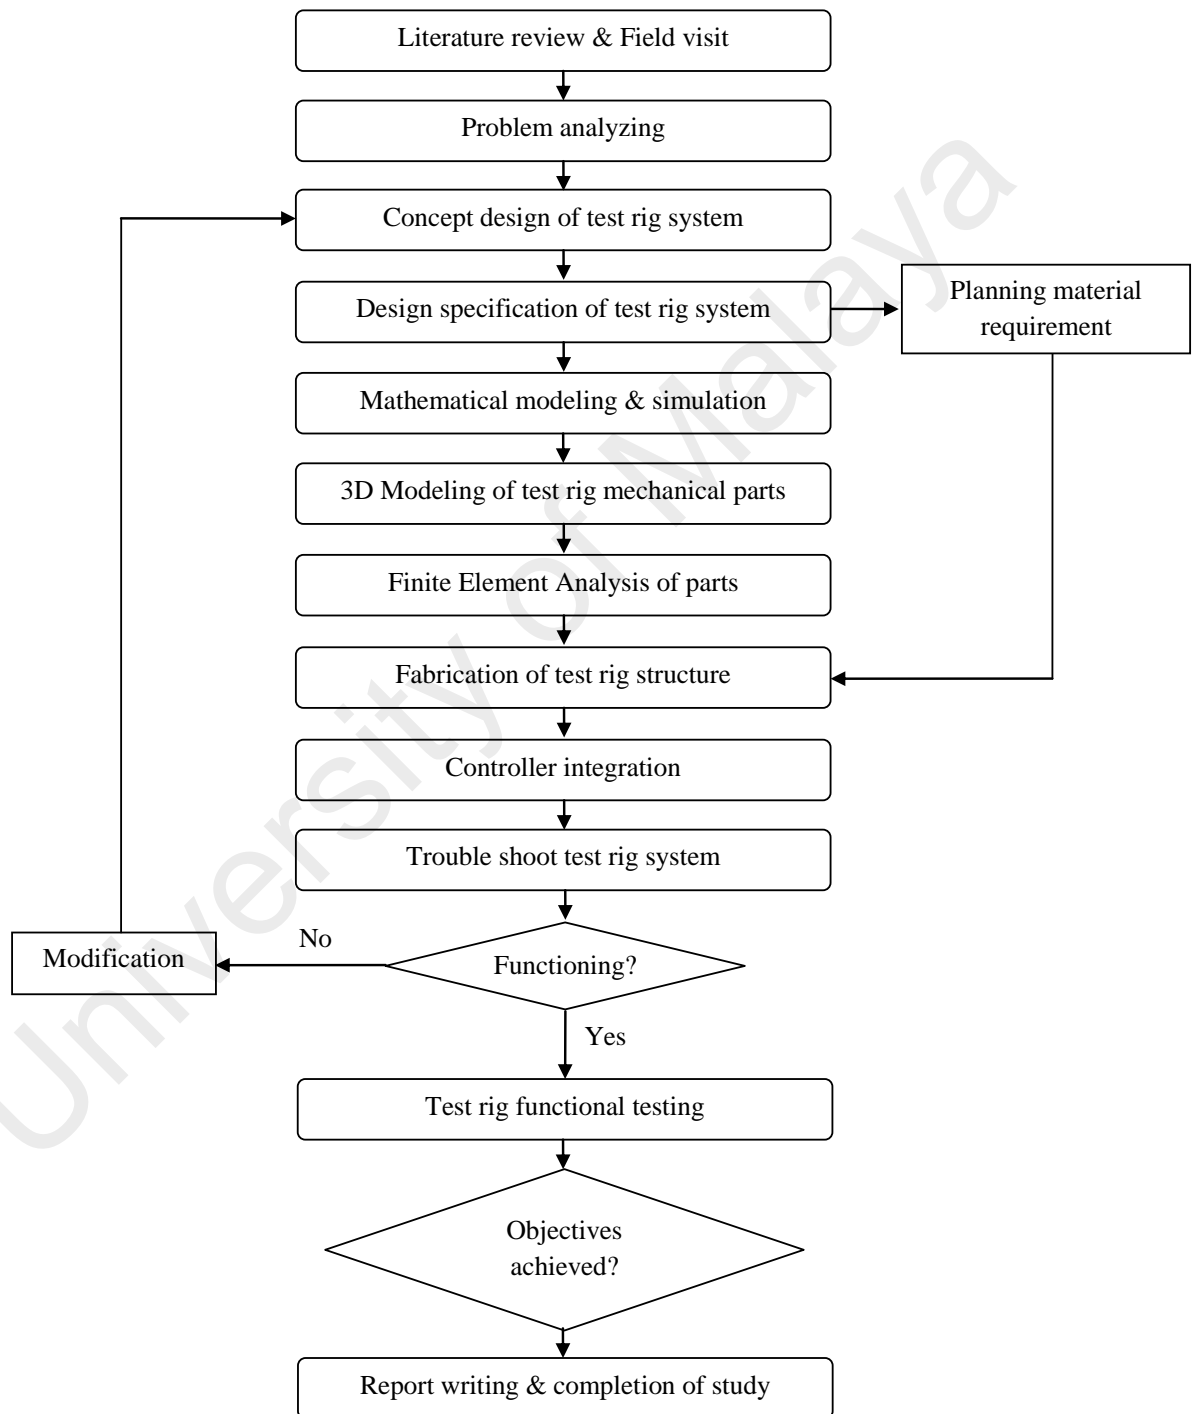 Literature review & Field visit
Problem analyzing
Concept design of test rig system
Design specification of test rig system
Planning material
requirement
Mathematical modeling & simulation
3D Modeling of test rig mechanical parts
Finite Element Analysis of parts
Fabrication of test rig structure
Controller integration
Trouble shoot test rig system
Functioning?
No
Modification
Yes
Test rig functional testing
Objectives
achieved?
Report writing & completion of study
University of Malaya